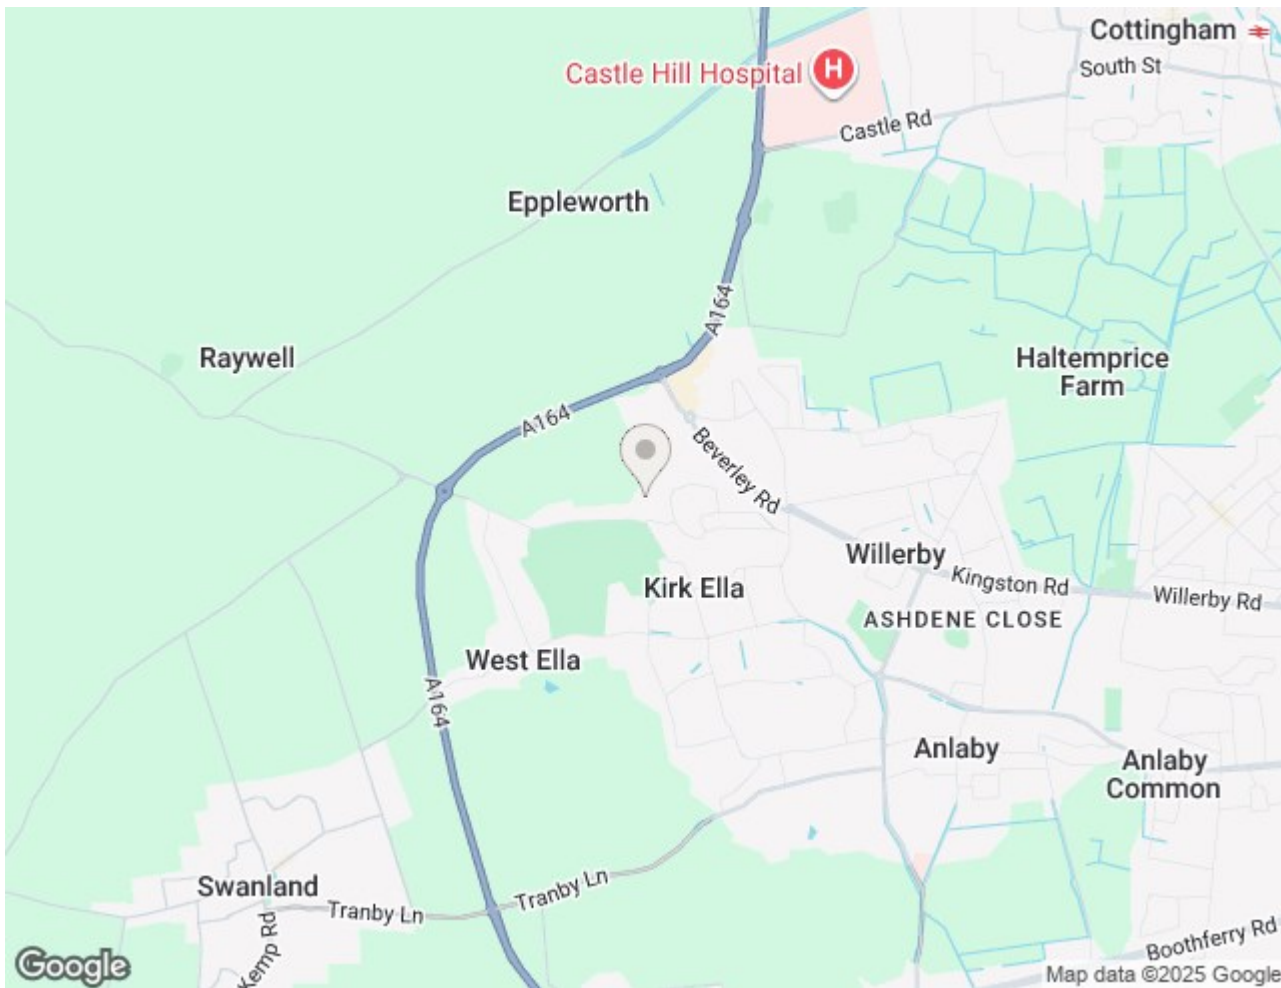 Cottingham
South St
Castle Hill Hospital
H
Castle Rd
Eppleworth
A164
Raywell
Haltemprice
Farm
A164
Beverley Rd
Willerby
Kingston Rd
Willerby Rd
Kirk Ella
ASHDENE CLOSE
West Ella
A164
Anlaby
Anlaby
Common
Swanland
Tranby Ln
Tranby Ln
Kemp Rd
Boothferry Rd
Google
Map data ©2025 Google